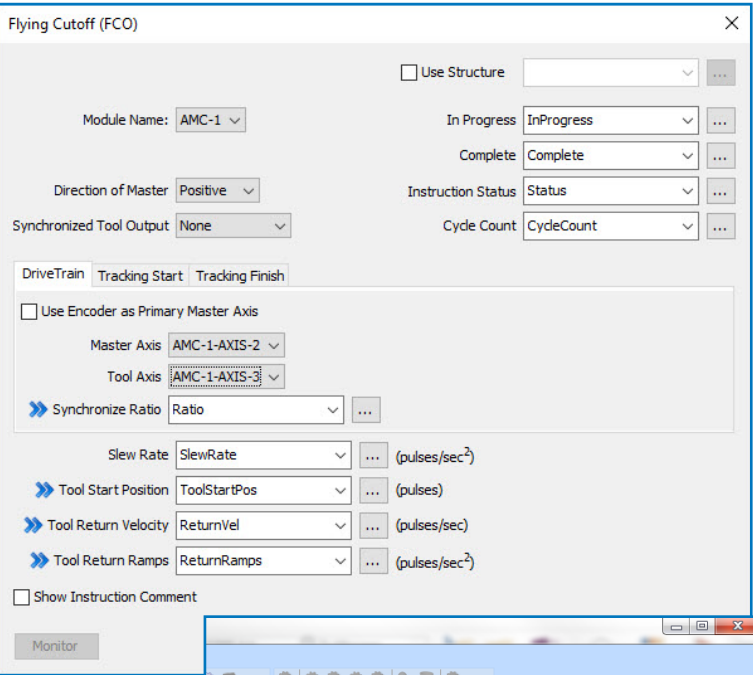 Flying Cutoff (FCO)
Use Structure ...
Module Name: AMC-1 In Progress InProgress ...
Complete Complete ...
Direction of Master Positive Instruction Status Status ...
Synchronized Tool Output None Cycle Count CycleCount ...
DriveTrain Tracking Start Tracking Finish
Use Encoder as Primary Master Axis
Master Axis AMC-1-AXIS-2
Tool Axis AMC-1-AXIS-3
Synchronize Ratio Ratio ...
Slew Rate SlewRate ... (pulses/sec²)
Tool Start Position ToolStartPos ... (pulses)
Tool Return Velocity ReturnVel ... (pulses/sec)
Tool Return Ramps ReturnRamps ... (pulses/sec²)
Show Instruction Comment
Monitor